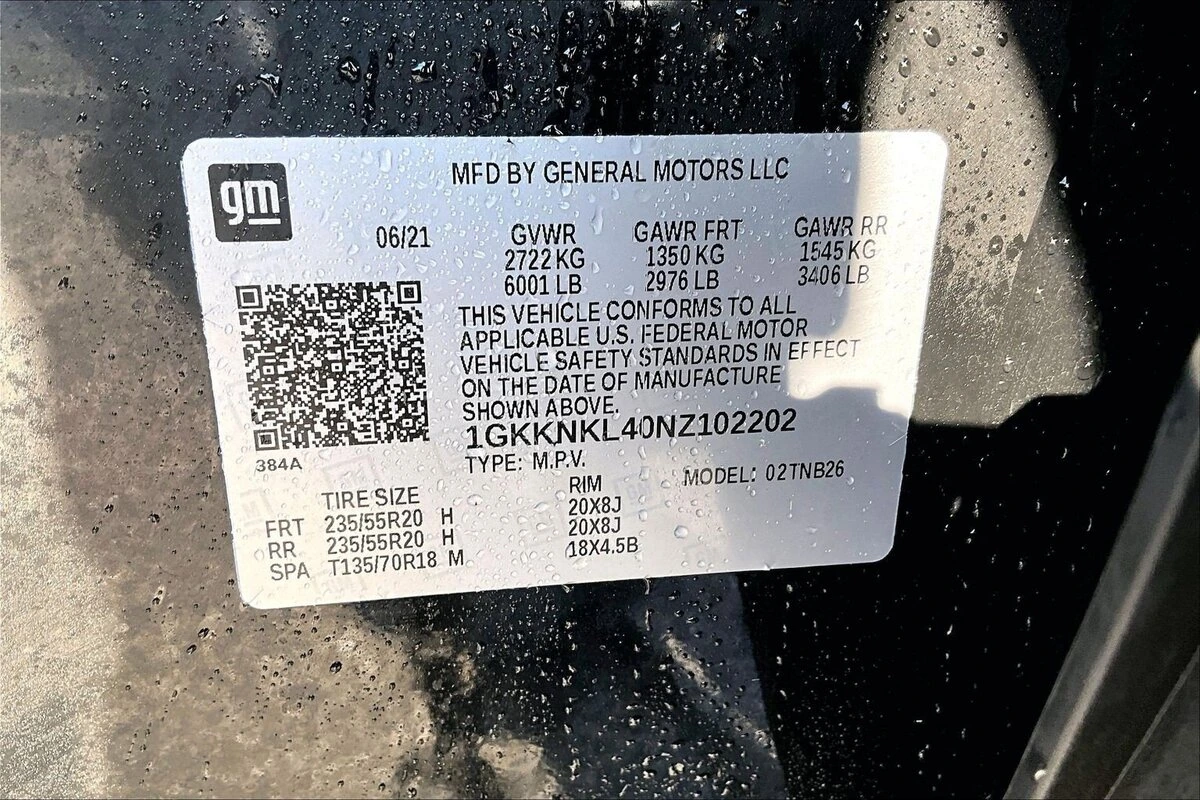 gm
MFD BY GENERAL MOTORS LLC
06/21 GVWR GAWR FRT GAWR RR
2722 KG 1350 KG 1545 KG
6001 LB 2976 LB 3406 LB
THIS VEHICLE CONFORMS TO ALL
APPLICABLE U.S. FEDERAL MOTOR
VEHICLE SAFETY STANDARDS IN EFFECT
ON THE DATE OF MANUFACTURE
SHOWN ABOVE.
1GKKNKL40NZ102202
384A
TYPE: M.P.V. MODEL: 02TNB26
TIRE SIZE RIM
FRT 235/55R20 H 20X8J
RR 235/55R20 H 20X8J
SPA T135/70R18 M 18X4.5B